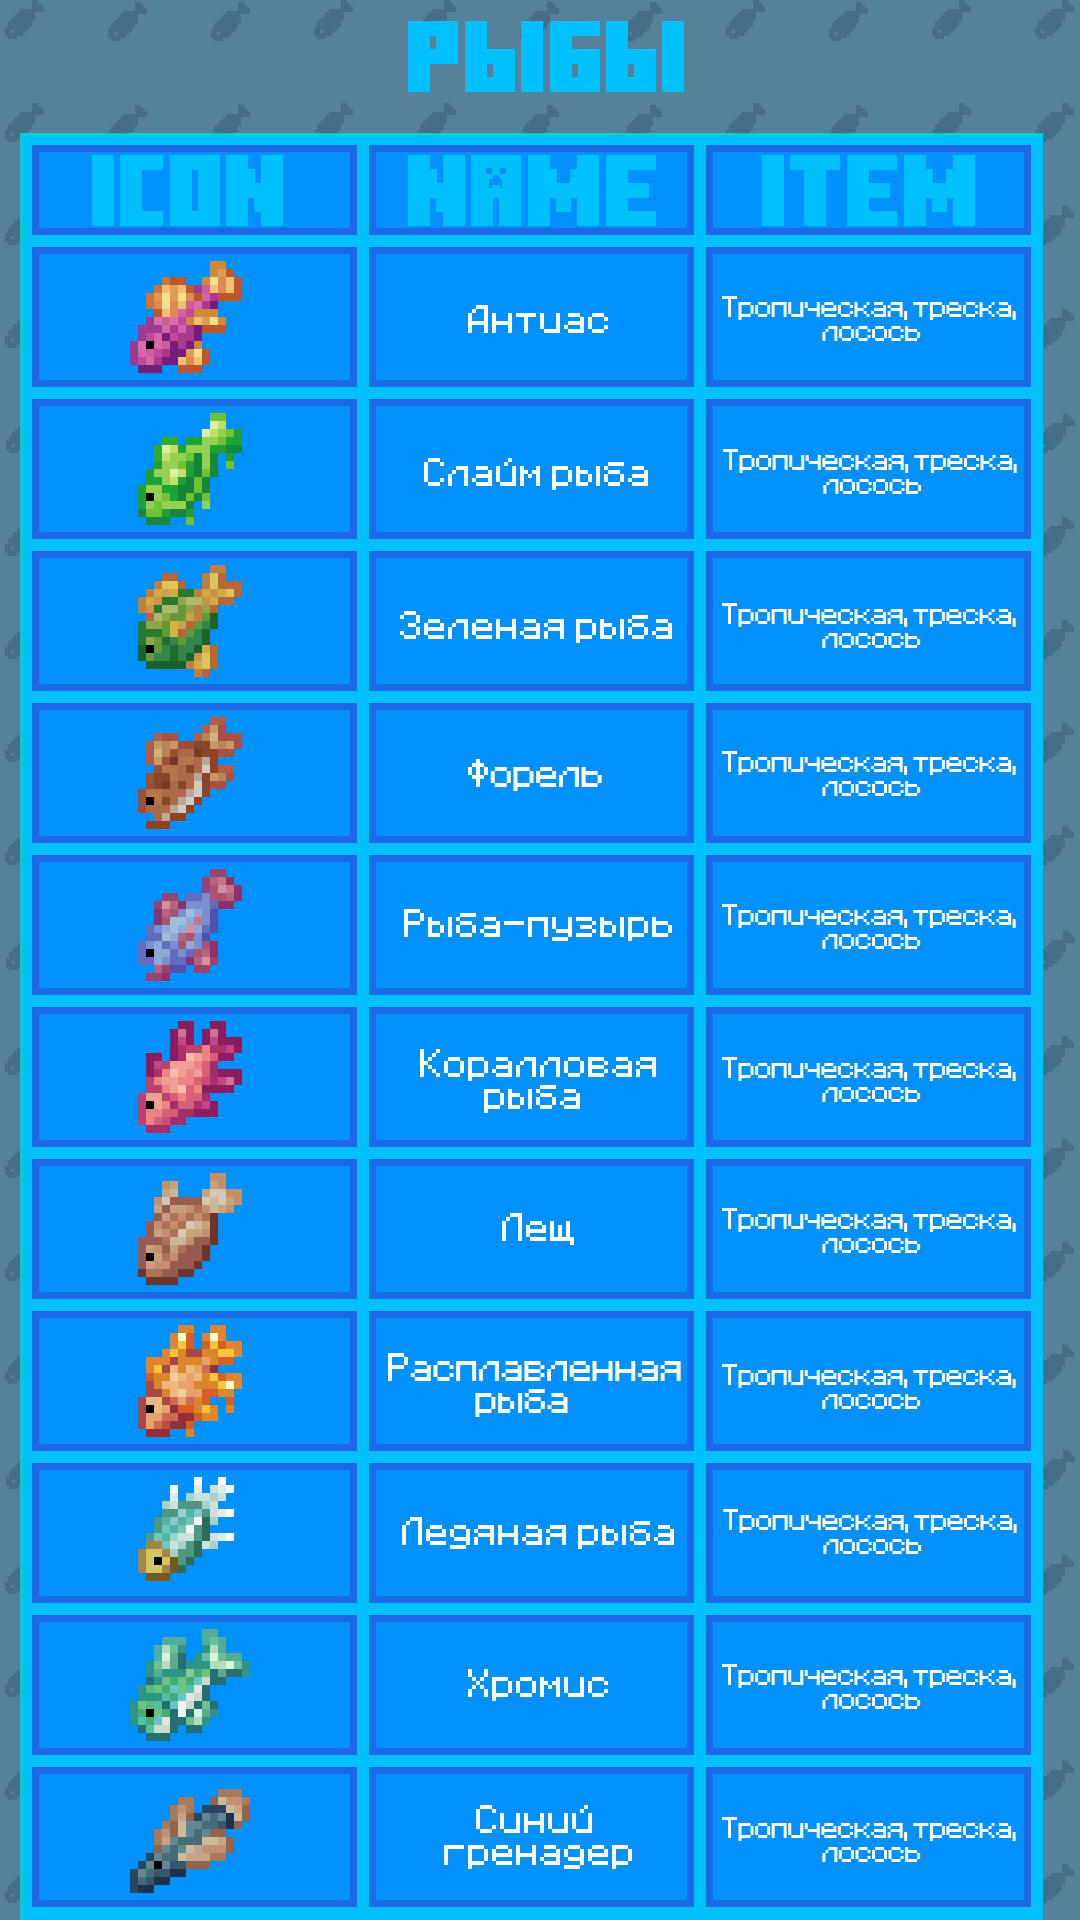 РЫБЫ
ICON NAME ITEM
Антиас
Тропическая, треска,
лосось
Слайм рыба
Тропическая, треска,
лосось
Зеленая рыба
Тропическая, треска,
лосось
Форель
Тропическая, треска,
лосось
Рыба-пузырь
Тропическая, треска,
лосось
Коралловая
рыба
Тропическая, треска,
лосось
Лещ
Тропическая, треска,
лосось
Расплавленная
рыба
Тропическая, треска,
лосось
Ледяная рыба
Тропическая, треска,
лосось
Хромис
Тропическая, треска,
лосось
Синий
гренадер
Тропическая, треска,
лосось